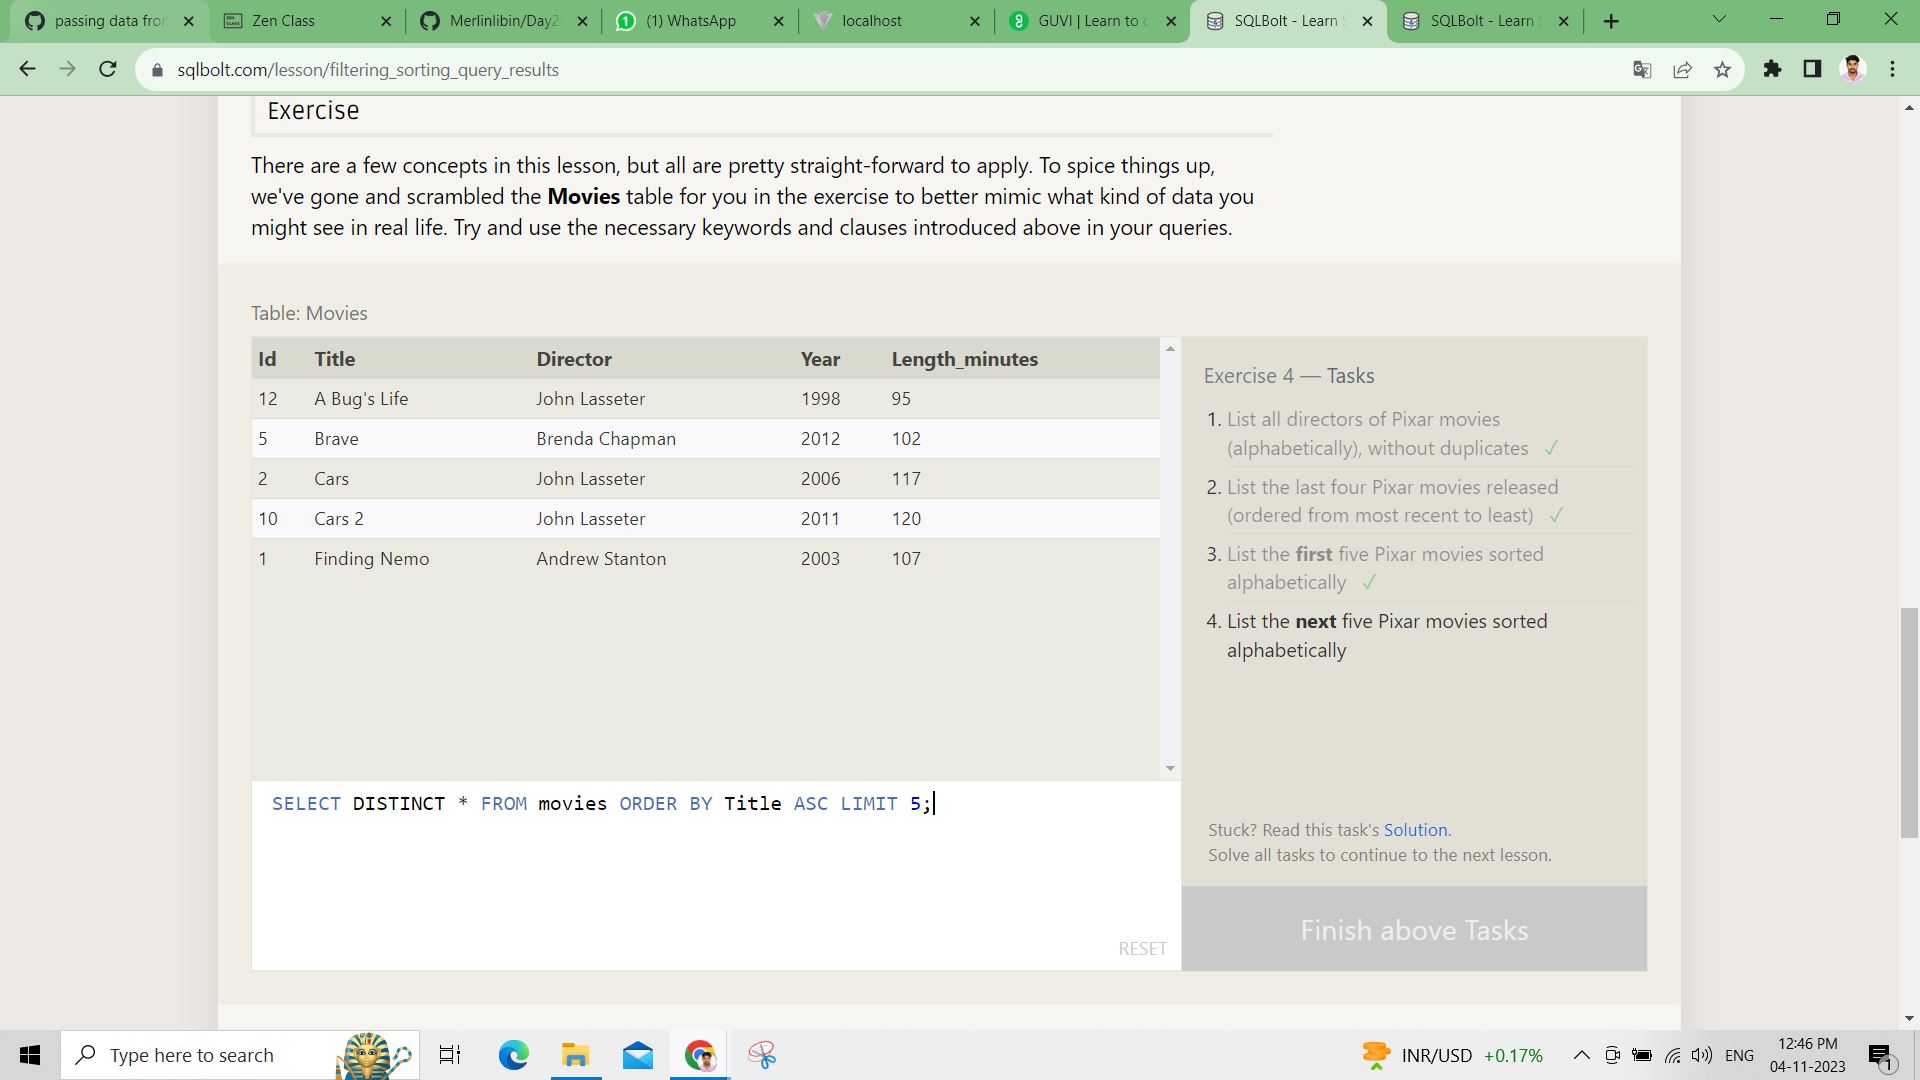 passing data fron
Zen Class
Merlinlibin/Day2
(1) WhatsApp
localhost
GUVI | Learn to c
SQLBolt - Learn S
SQLBolt - Learn S
sqlbolt.com/lesson/filtering_sorting_query_results
Exercise
There are a few concepts in this lesson, but all are pretty straight-forward to apply. To spice things up,
we've gone and scrambled the Movies table for you in the exercise to better mimic what kind of data you
might see in real life. Try and use the necessary keywords and clauses introduced above in your queries.
Table: Movies
Id Title Director Year Length_minutes
12 A Bug's Life John Lasseter 1998 95
5 Brave Brenda Chapman 2012 102
2 Cars John Lasseter 2006 117
10 Cars 2 John Lasseter 2011 120
1 Finding Nemo Andrew Stanton 2003 107
SELECT DISTINCT * FROM movies ORDER BY Title ASC LIMIT 5;
RESET
Exercise 4 — Tasks
1. List all directors of Pixar movies
(alphabetically), without duplicates ✓
2. List the last four Pixar movies released
(ordered from most recent to least) ✓
3. List the first five Pixar movies sorted
alphabetically ✓
4. List the next five Pixar movies sorted
alphabetically
Stuck? Read this task's Solution.
Solve all tasks to continue to the next lesson.
Finish above Tasks
Type here to search
INR/USD +0.17%
ENG
12:46 PM
04-11-2023
1